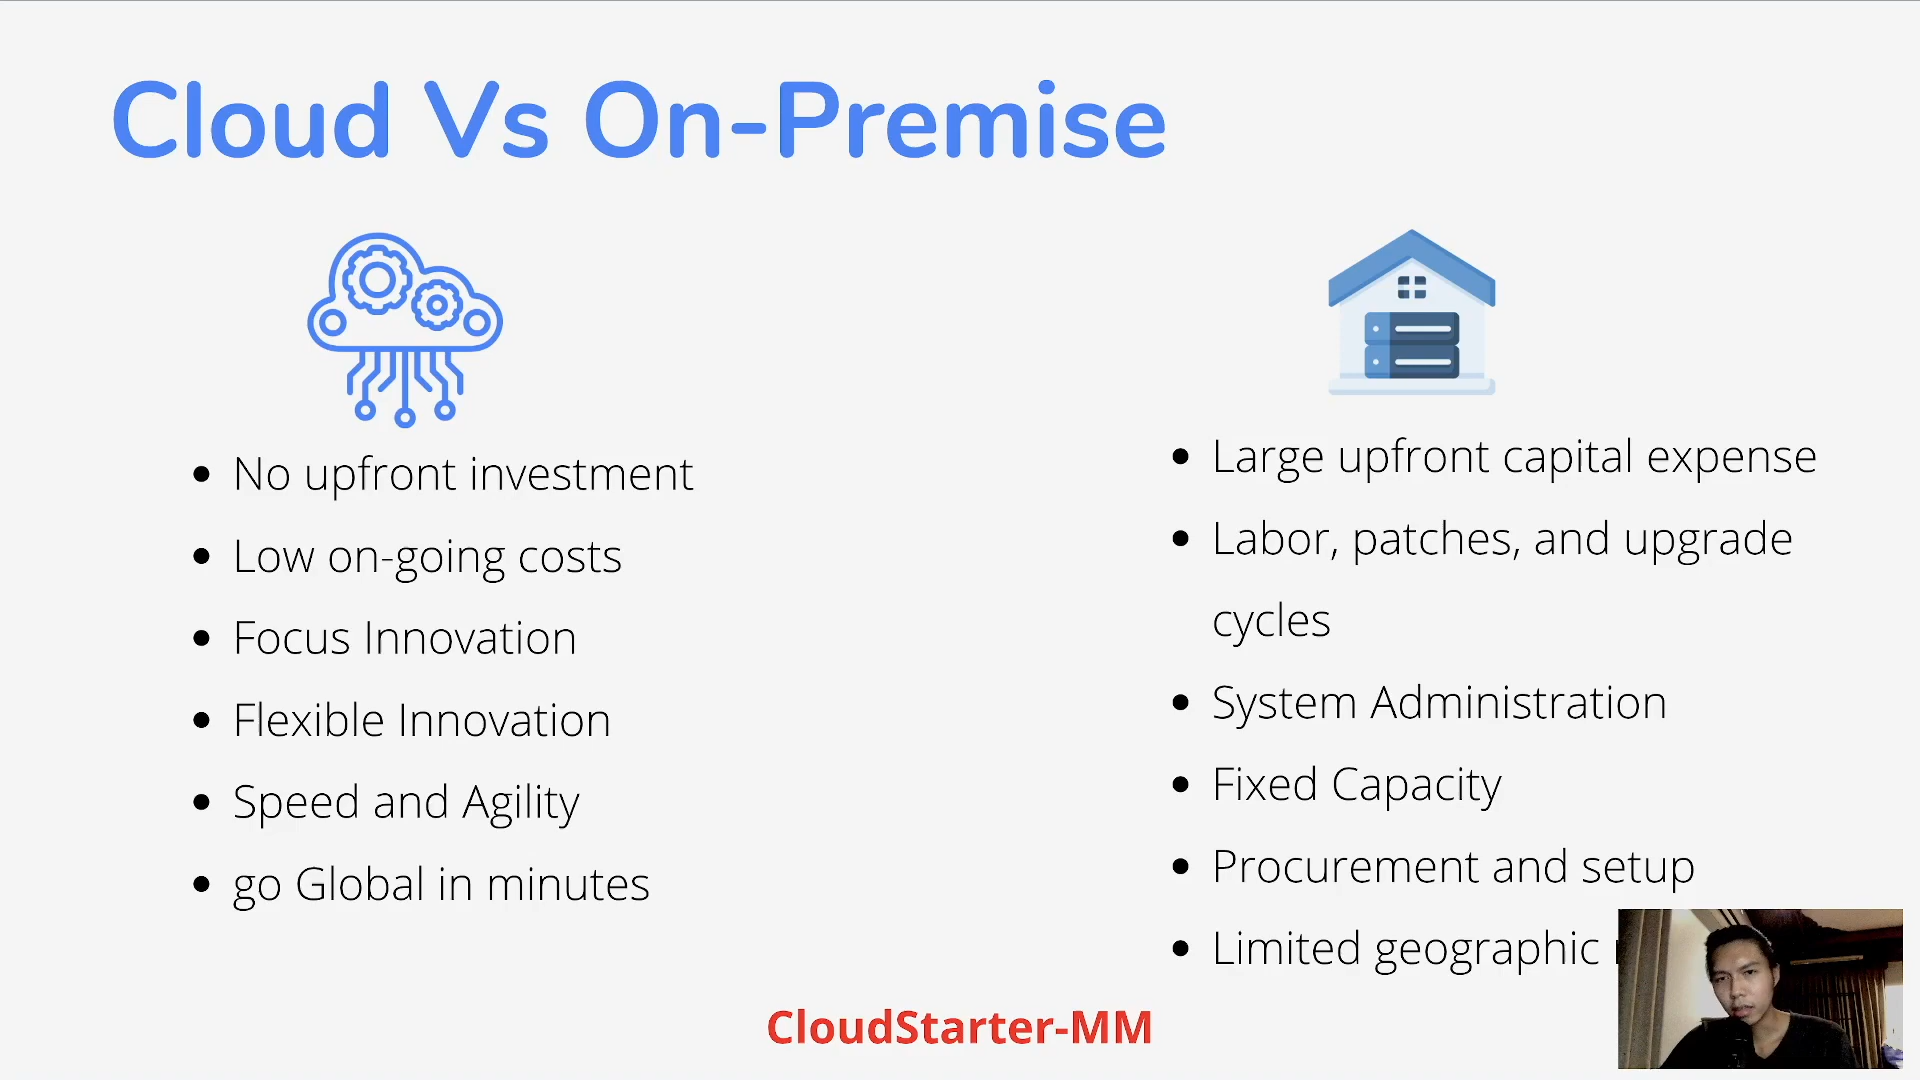 Cloud Vs On-Premise
No upfront investment
Low on-going costs
Focus Innovation
Flexible Innovation
Speed and Agility
go Global in minutes
Large upfront capital expense
Labor, patches, and upgrade
cycles
System Administration
Fixed Capacity
Procurement and setup
Limited geographic
CloudStarter-MM